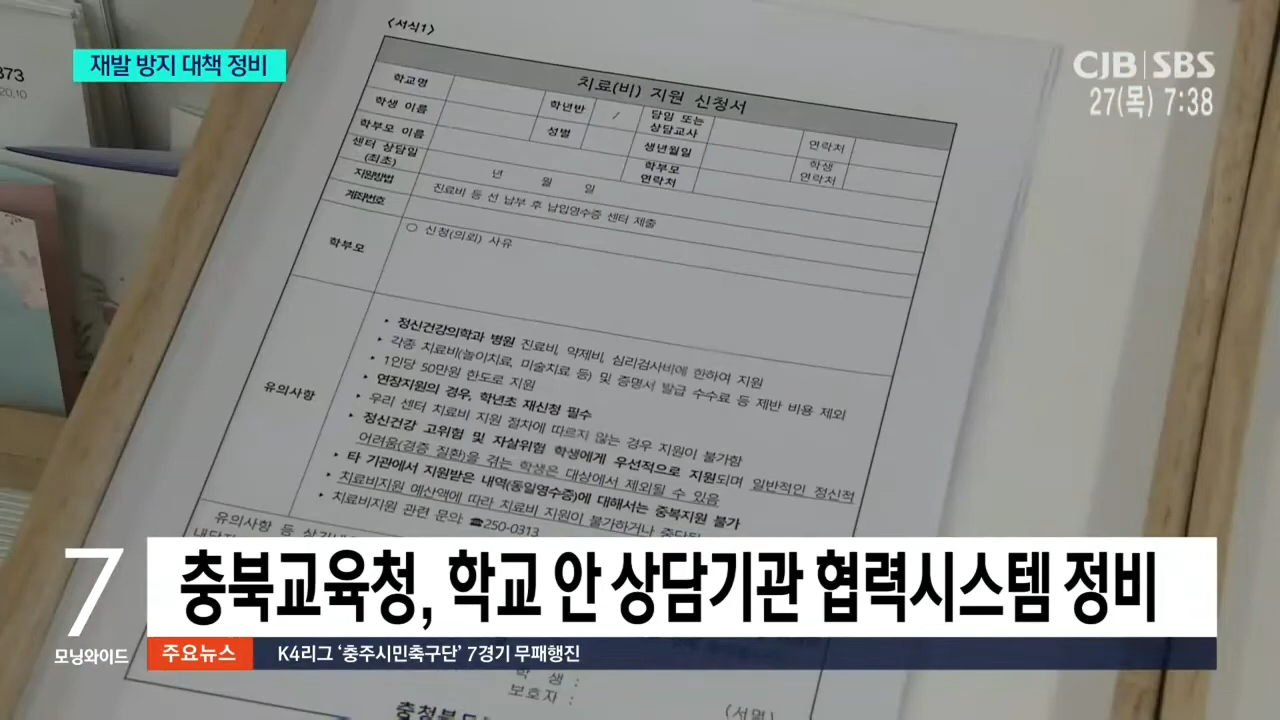 재발 방지 대책 정비
CJB SBS
27(목) 7:38
373
20,10
<서식1>
치료(비) 지원 신청서
학교명
학년반 /
담임 또는
상담교사
연락처
학생 이름
성별
생년월일
학생
연락처
학부모 이름
학부모
연락처
센터 상담일
(최초)
년 월 일
지원방법
진료비 등 선 납부 후 납입영수증 센터 제출
계좌번호
학부모
○ 신청(의뢰) 사유
유의사항
‣ 정신건강의학과 병원 진료비, 약제비, 심리검사비에 한하여 지원
‣ 각종 치료비(놀이치료, 미술치료 등) 및 증명서 발급 수수료 등 제반 비용 제외
‣ 1인당 50만원 한도로 지원
‣ 연장지원의 경우, 학년초 재신청 필수
‣ 우리 센터 치료비 지원 절차에 따르지 않는 경우 지원이 불가함
‣ 정신건강 고위험 및 자살위험 학생에게 우선적으로 지원되며 일반적인 정신적
어려움(경증 질환)을 겪는 학생은 대상에서 제외될 수 있음
‣ 타 기관에서 지원받은 내역(동일영수증)에 대해서는 중복지원 불가
‣ 치료비지원 예산액에 따라 치료비 지원이 불가하거나 중단될
‣ 치료비지원 관련 문의 ☎250-0313
유의사항 등
충북교육청, 학교 안 상담기관 협력시스템 정비
7
모닝와이드
주요뉴스
K4리그 ‘충주시민축구단’ 7경기 무패행진
학 생 :
보호자 :
(서명)
충청북도